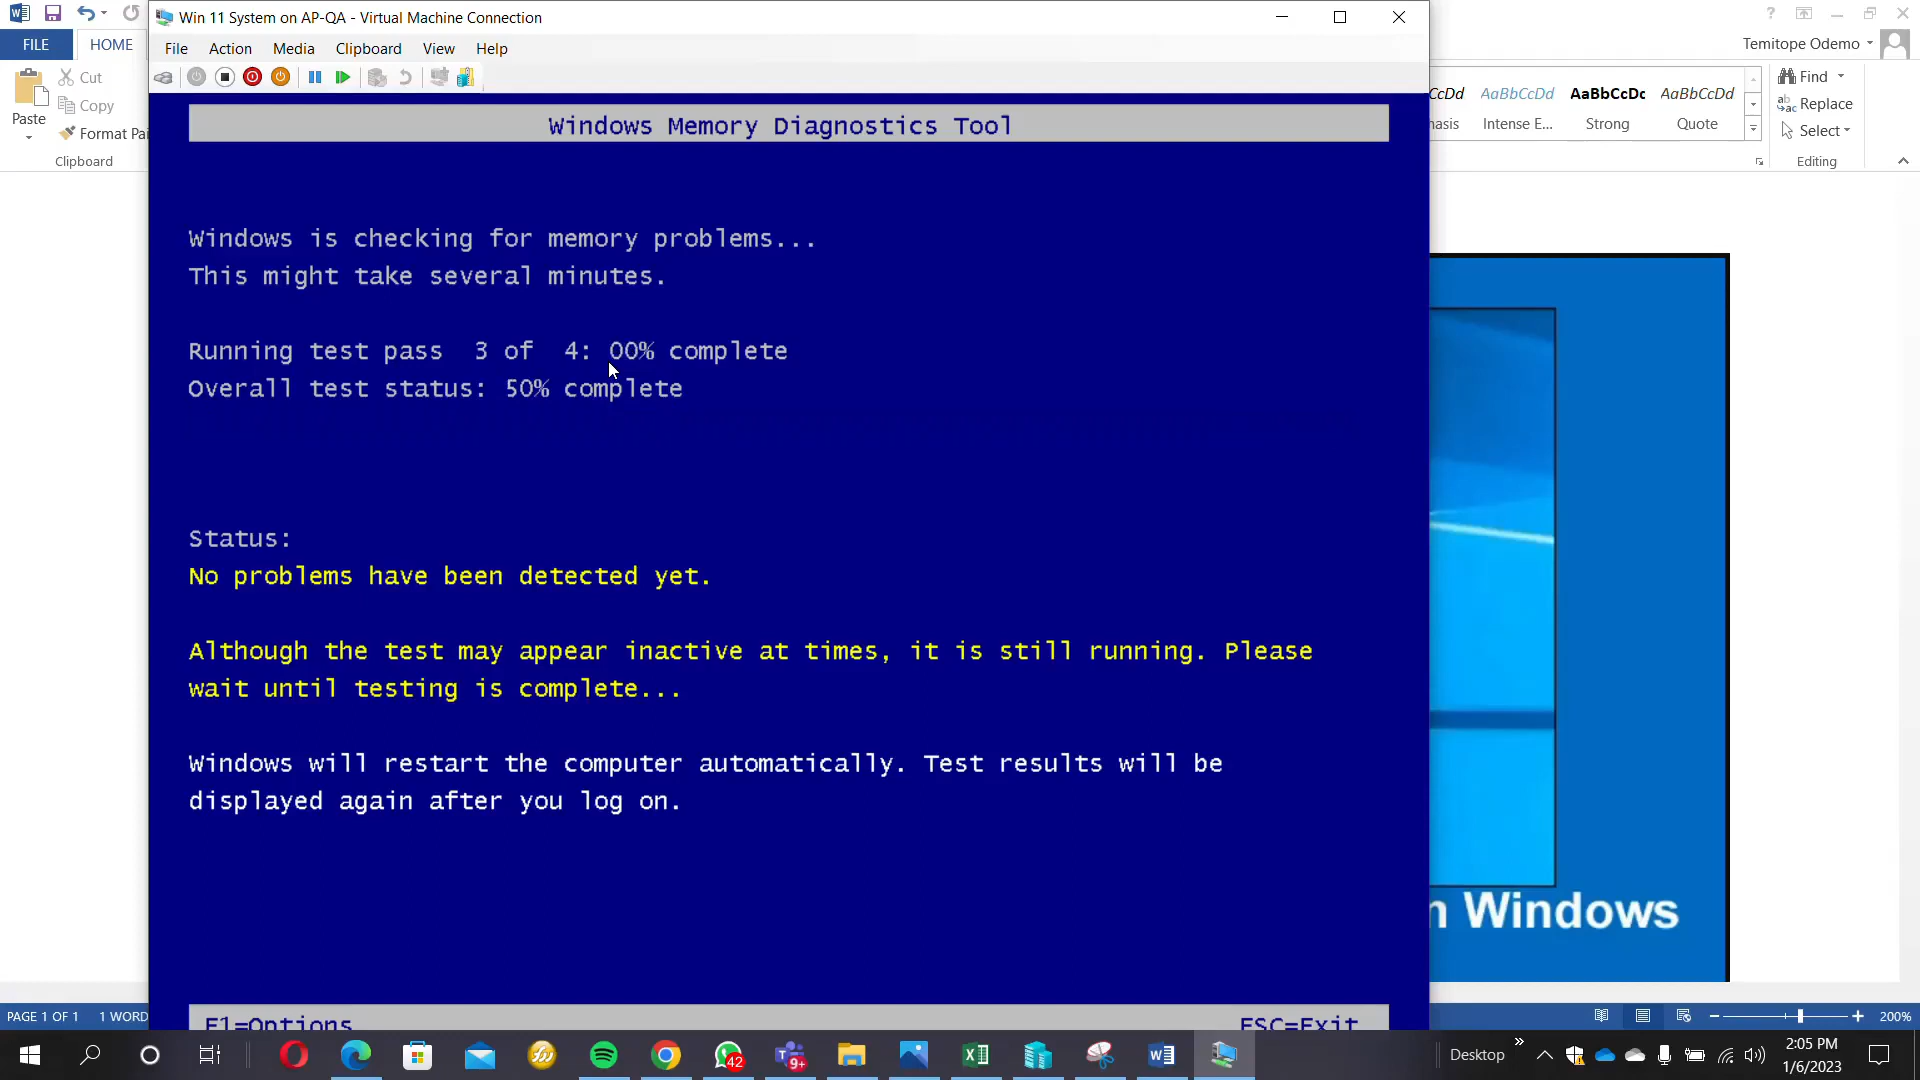 Win 11 System on AP-QA - Virtual Machine Connection
FILE
HOME
Temitope Odemo
File Action Media Clipboard View Help
Cut
Copy
Paste
Format Pai
Clipboard
CcDd AaBbCcDd AaBbCcDc AaBbCcDd
hasis Intense E... Strong Quote
Find
Replace
Select
Editing
Windows Memory Diagnostics Tool
Windows is checking for memory problems...
This might take several minutes.
Running test pass 3 of 4: 00% complete
Overall test status: 50% complete
Status:
No problems have been detected yet.
Although the test may appear inactive at times, it is still running. Please
wait until testing is complete...
Windows will restart the computer automatically. Test results will be
displayed again after you log on.
n Windows
F1=Options ESC=Exit
PAGE 1 OF 1 1 WORD
200%
42
9+
Desktop
2:05 PM
1/6/2023